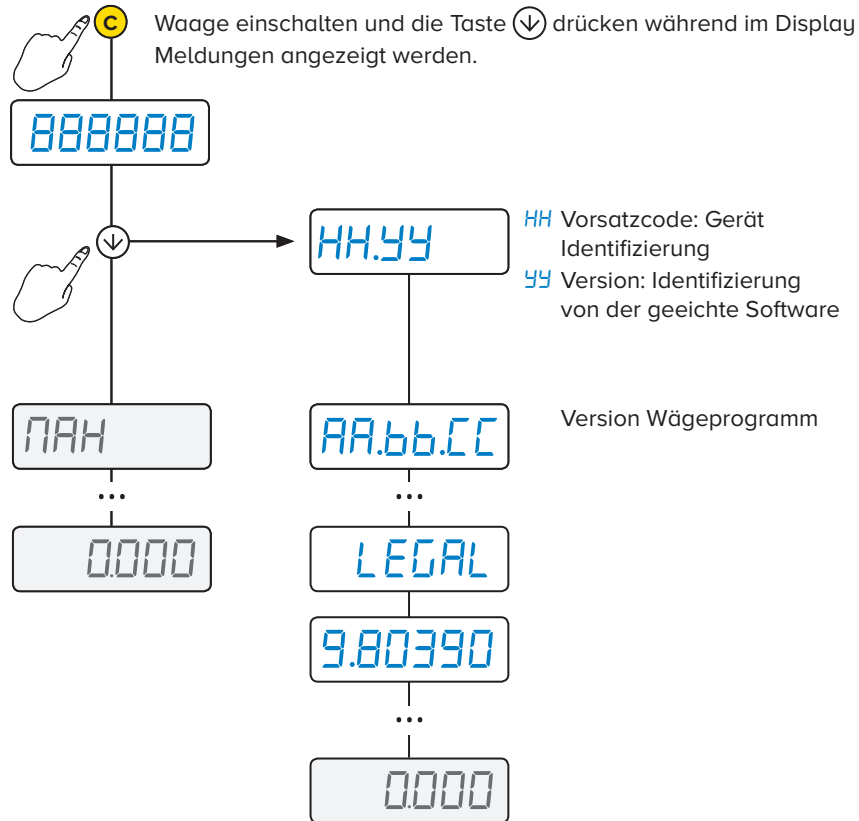 C
Waage einschalten und die Taste drücken während im Display
Meldungen angezeigt werden.
888888
HH.yy
HH Vorsatzcode: Gerät
Identifizierung
yy Version: Identifizierung
von der geeichte Software
ПAH
AA.bb.CC
Version Wägeprogramm
...
...
0.000
LEGAL
9.80390
...
0.000